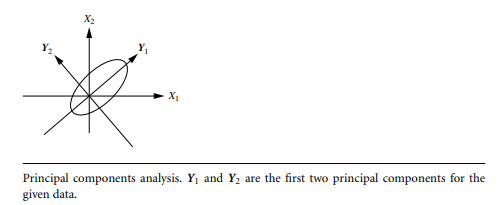 X₂
Y₂
Y₁
X₁
Principal components analysis. Y₁ and Y₂ are the first two principal components for the
given data.